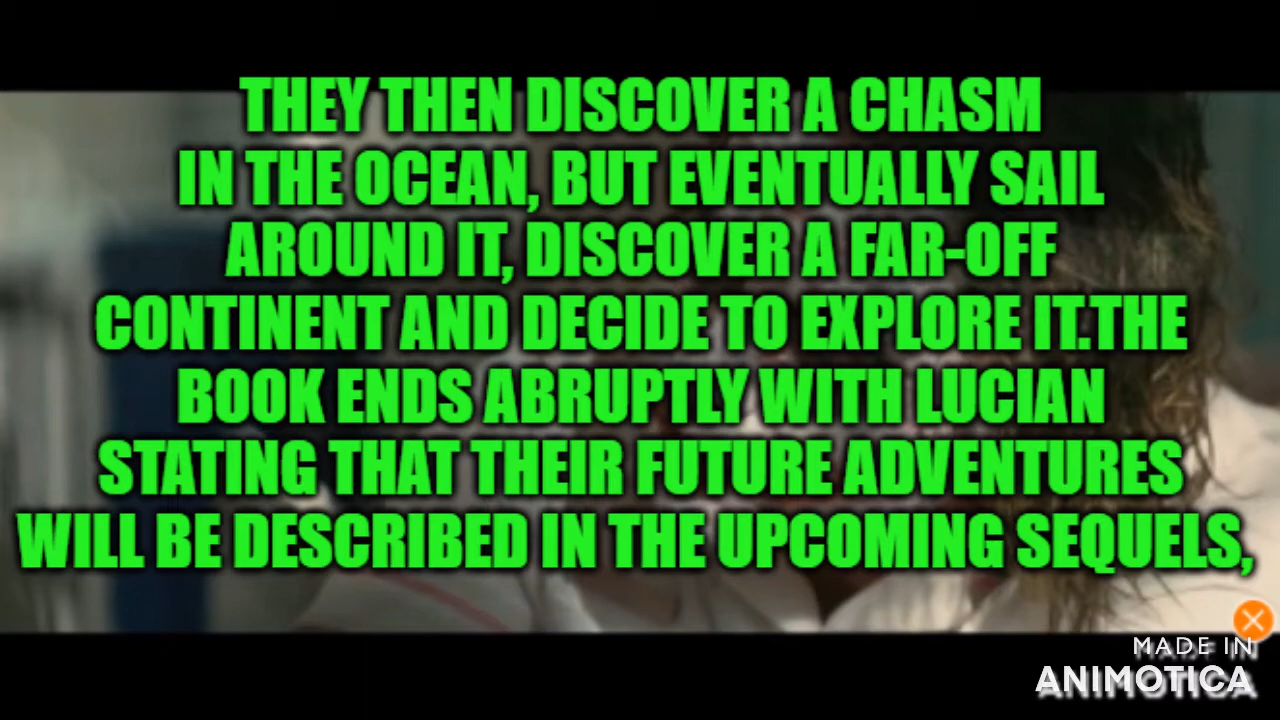 THEY THEN DISCOVER A CHASM
IN THE OCEAN, BUT EVENTUALLY SAIL
AROUND IT, DISCOVER A FAR-OFF
CONTINENT AND DECIDE TO EXPLORE IT.THE
BOOK ENDS ABRUPTLY WITH LUCIAN
STATING THAT THEIR FUTURE ADVENTURES
WILL BE DESCRIBED IN THE UPCOMING SEQUELS,
MADE IN
ANIMOTICA